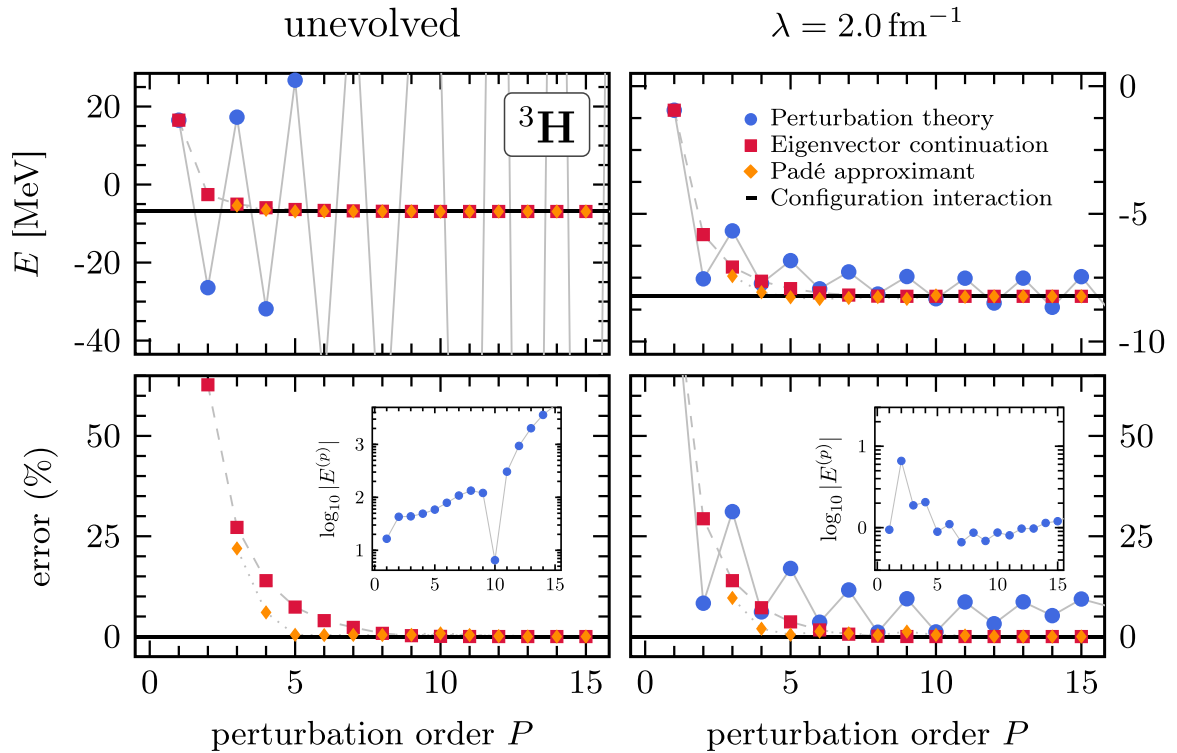 unevolved
λ = 2.0 fm⁻¹
20
0
-20
-40
E [MeV]
³H
Perturbation theory
Eigenvector continuation
Padé approximant
Configuration interaction
0
-5
-10
50
25
0
error (%)
3
2
1
log₁₀ |E⁽ᵖ⁾|
0 5 10 15
1
0
log₁₀ |E⁽ᵖ⁾|
0 5 10 15
50
25
0
0 5 10 15
0 5 10 15
perturbation order P
perturbation order P